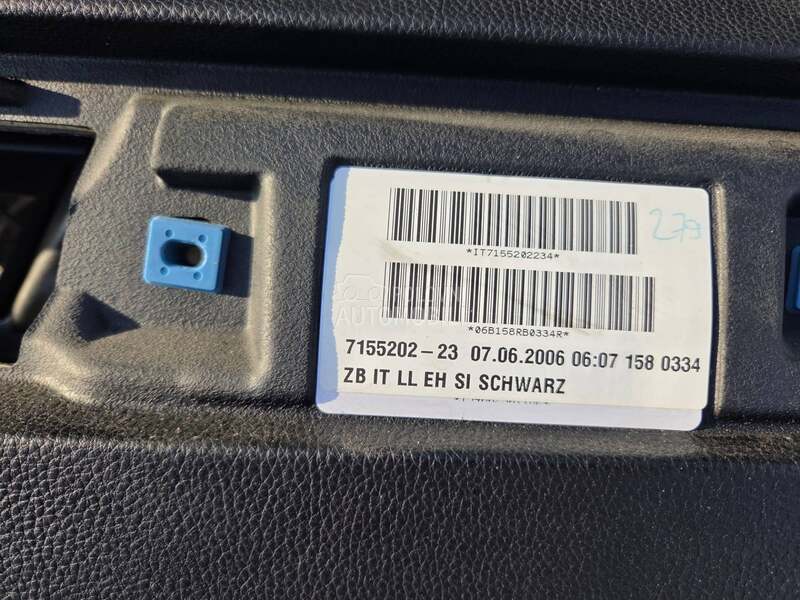 279
*IT7155202234*
*06B158RB0334R*
7155202-23 07.06.2006 06:07 158 0334
ZB IT LL EH SI SCHWARZ